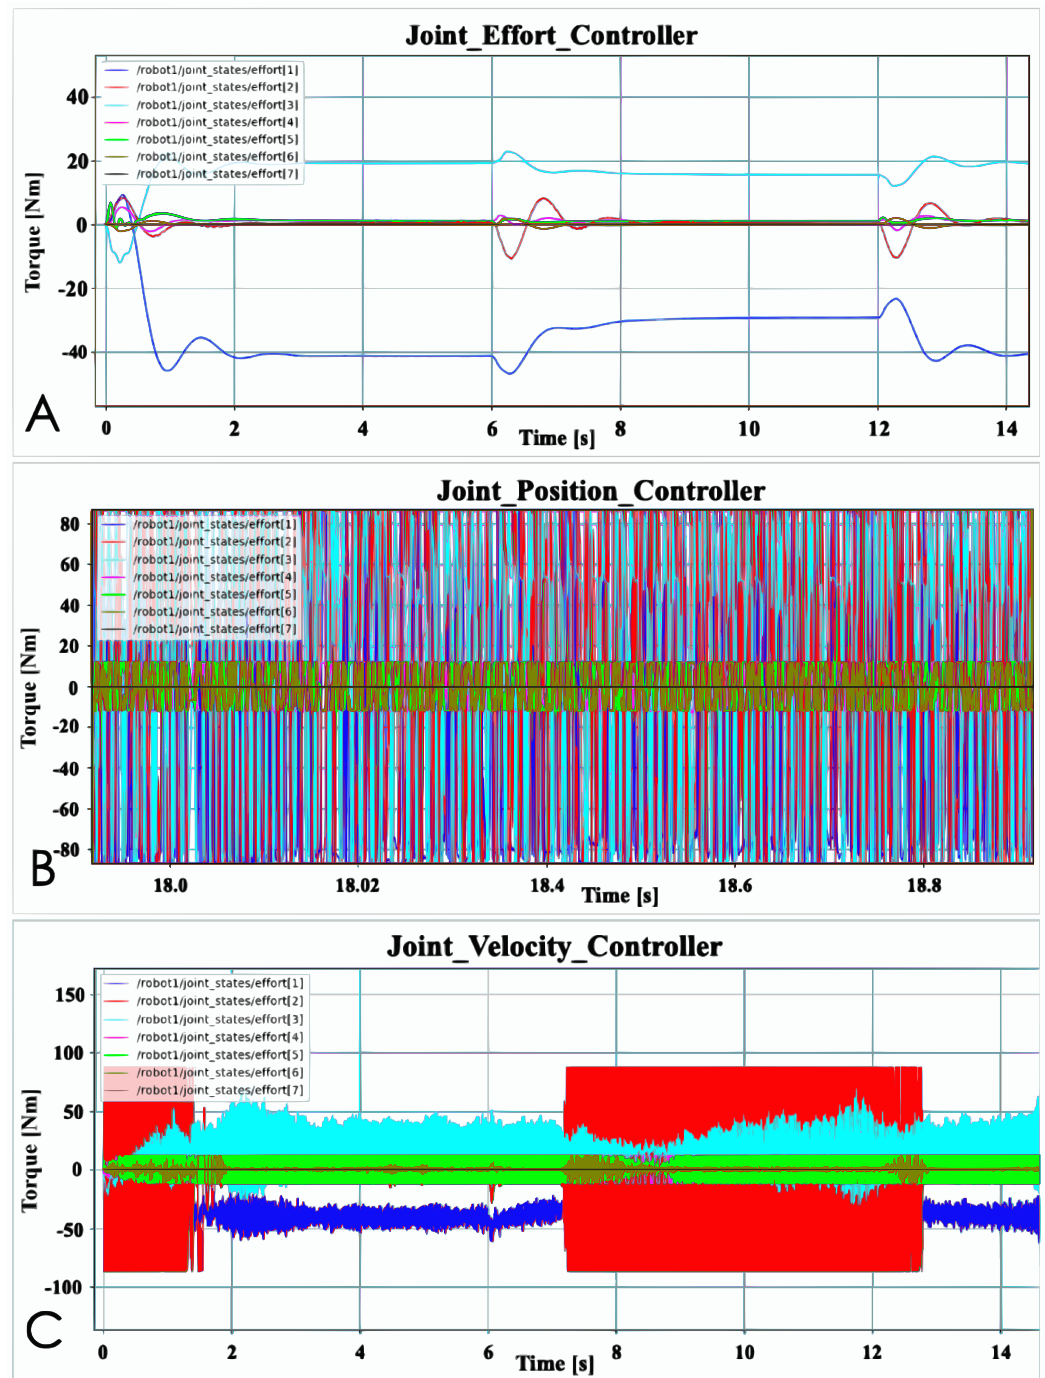 Joint_Effort_Controller
/robot1/joint_states/effort[1]
/robot1/joint_states/effort[2]
/robot1/joint_states/effort[3]
/robot1/joint_states/effort[4]
/robot1/joint_states/effort[5]
/robot1/joint_states/effort[6]
/robot1/joint_states/effort[7]
40
20
0
-20
-40
Torque [Nm]
A
0 2 4 6 8 10 12 14
Time [s]
Joint_Position_Controller
/robot1/joint_states/effort[1]
/robot1/joint_states/effort[2]
/robot1/joint_states/effort[3]
/robot1/joint_states/effort[4]
/robot1/joint_states/effort[5]
/robot1/joint_states/effort[6]
/robot1/joint_states/effort[7]
80
60
40
20
0
-20
-40
-60
-80
Torque [Nm]
B
18.0 18.02 18.4 18.6 18.8
Time [s]
Joint_Velocity_Controller
/robot1/joint_states/effort[1]
/robot1/joint_states/effort[2]
/robot1/joint_states/effort[3]
/robot1/joint_states/effort[4]
/robot1/joint_states/effort[5]
/robot1/joint_states/effort[6]
/robot1/joint_states/effort[7]
150
100
50
0
-50
-100
Torque [Nm]
C
0 2 4 6 8 10 12 14
Time [s]